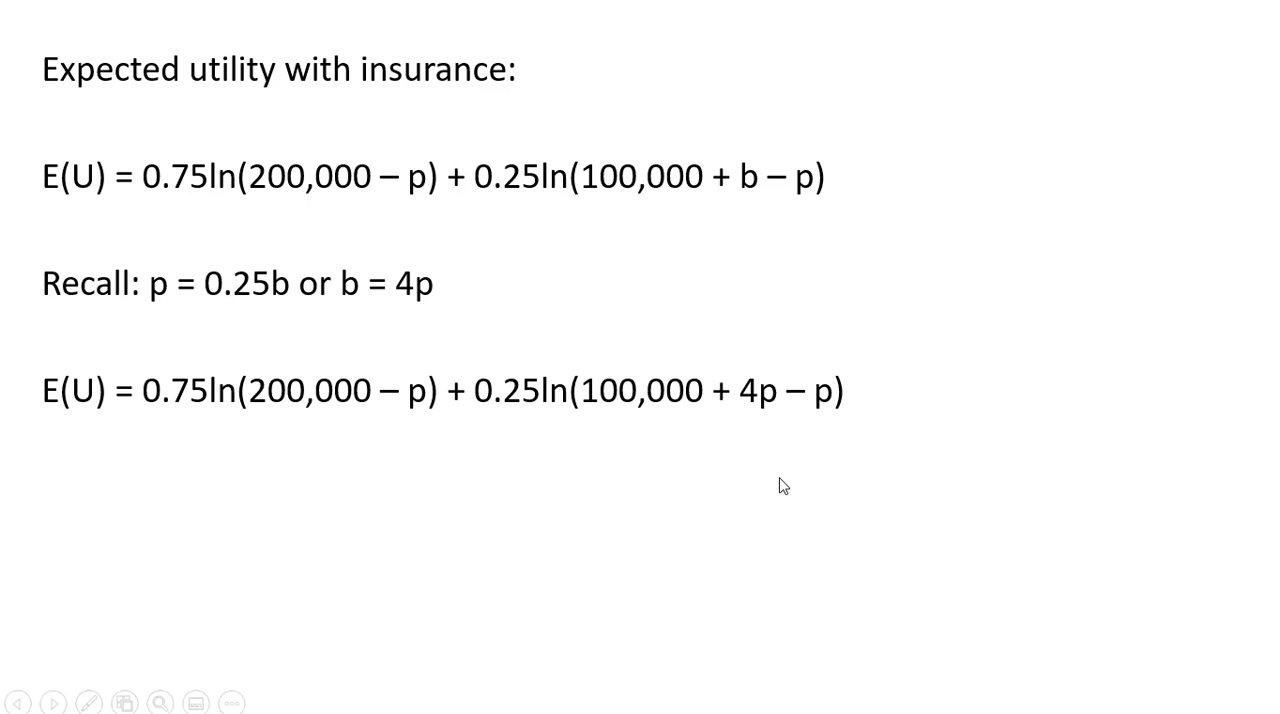 Expected utility with insurance:
E(U) = 0.75ln(200,000 – p) + 0.25ln(100,000 + b – p)
Recall: p = 0.25b or b = 4p
E(U) = 0.75ln(200,000 – p) + 0.25ln(100,000 + 4p – p)